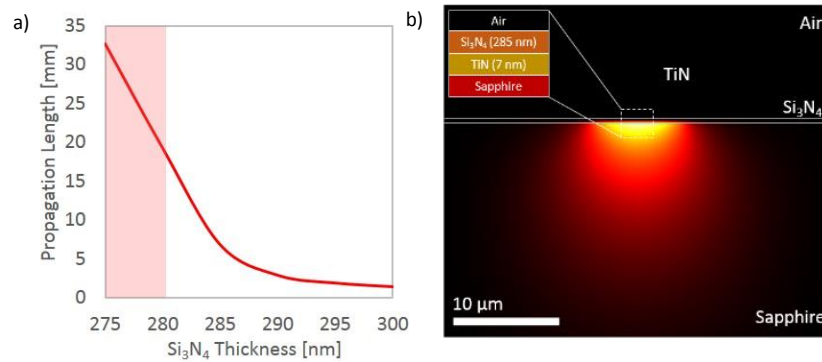 a)
35
30
25
20
15
10
5
0
Propagation Length [mm]
275 280 285 290 295 300
Si₃N₄ Thickness [nm]
b)
Air
Si₃N₄ (285 nm)
TiN (7 nm)
Sapphire
Air
TiN
Si₃N₄
10 µm
Sapphire